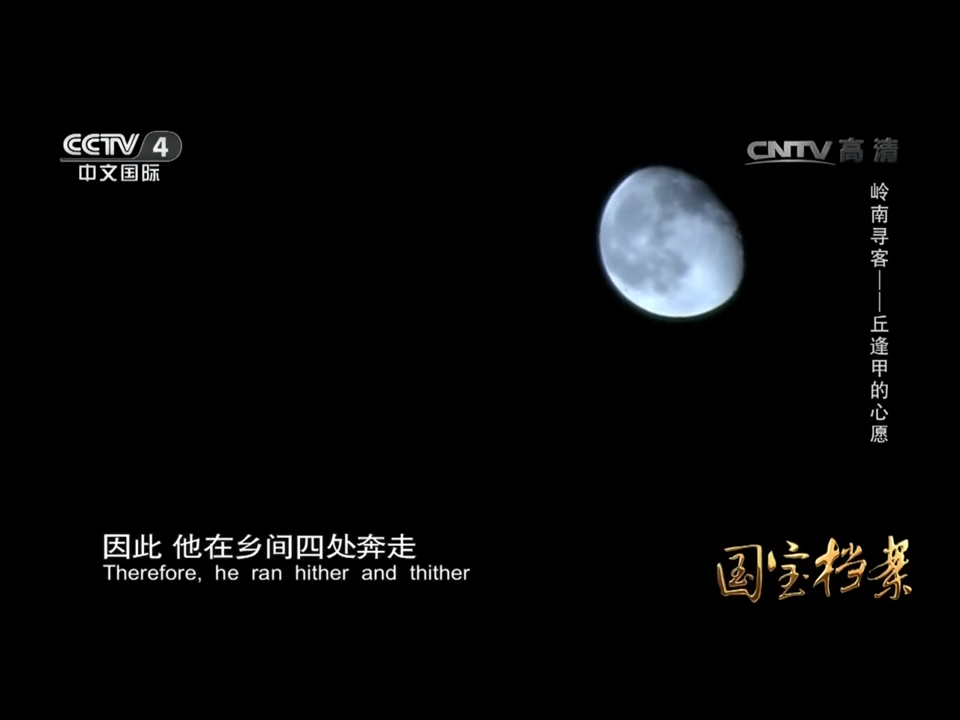 CCTV 4
中文国际
CNTV 高清
岭南寻客——丘逢甲的心愿
因此 他在乡间四处奔走
Therefore, he ran hither and thither
国宝档案